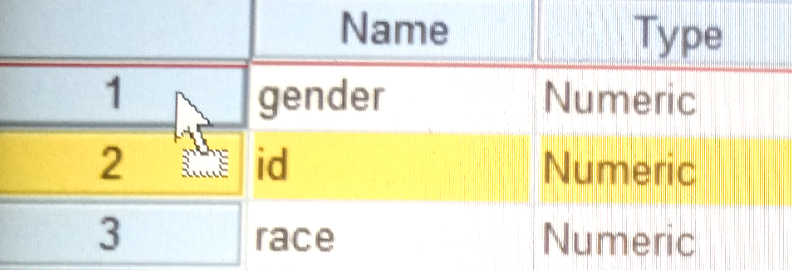 Name Type
1 gender Numeric
2 id Numeric
3 race Numeric